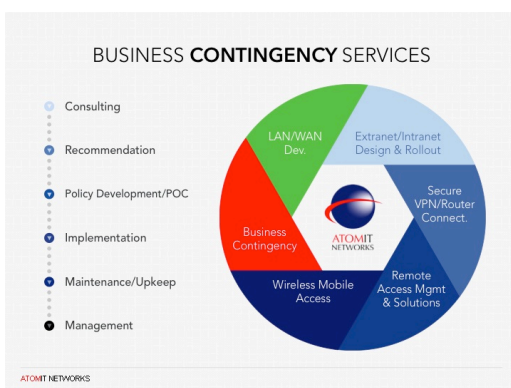 BUSINESS CONTINGENCY SERVICES
Consulting
Recommendation
Policy Development/POC
Implementation
Maintenance/Upkeep
Management
LAN/WAN
Dev.
Extranet/Intranet
Design & Rollout
Secure
VPN/Router
Connect.
Remote
Access Mgmt
& Solutions
Wireless Mobile
Access
Business
Contingency
ATOMIT
NETWORKS
ATOMIT NETWORKS